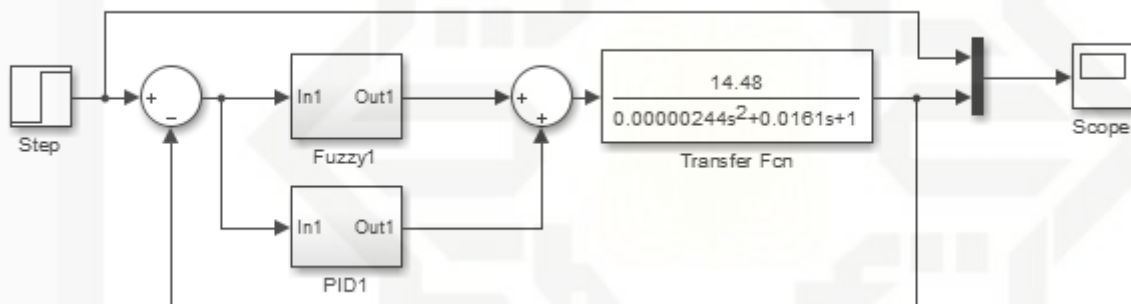 Step
+
−
In1 Out1
Fuzzy1
In1 Out1
PID1
+
+
14.48
0.00000244s²+0.0161s+1
Transfer Fcn
Scope